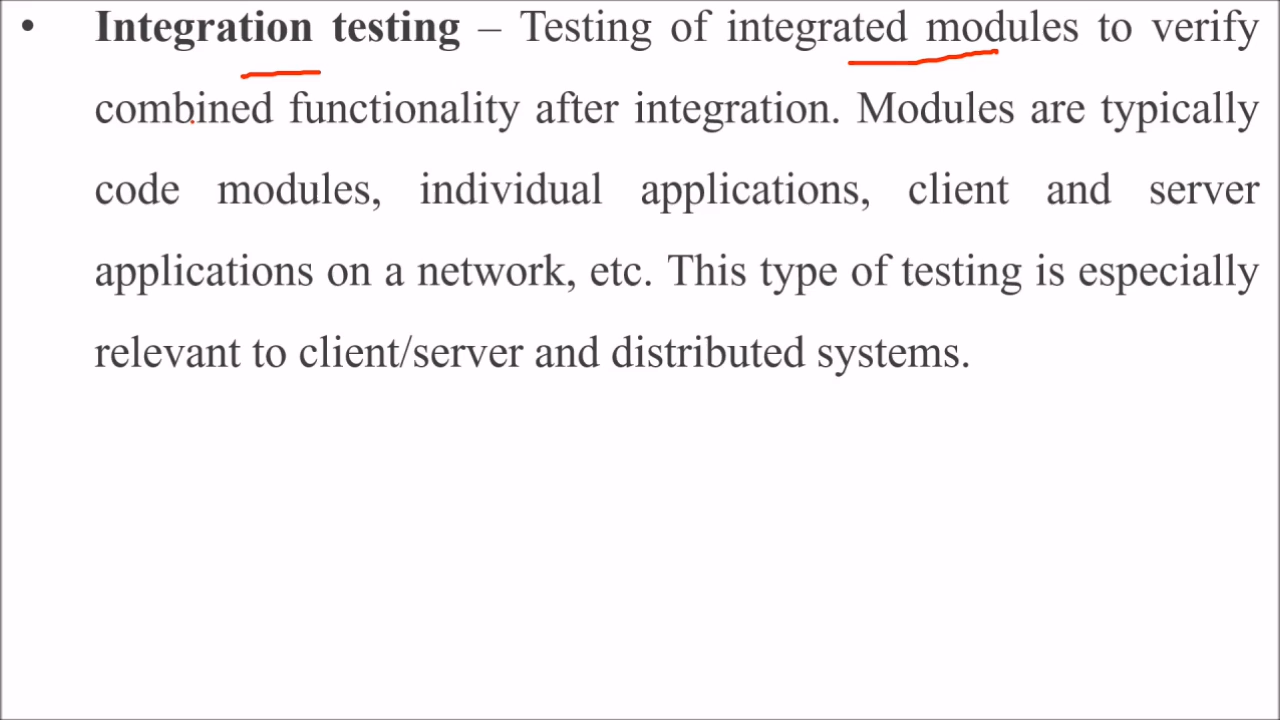 • Integration testing – Testing of integrated modules to verify
combined functionality after integration. Modules are typically
code modules, individual applications, client and server
applications on a network, etc. This type of testing is especially
relevant to client/server and distributed systems.